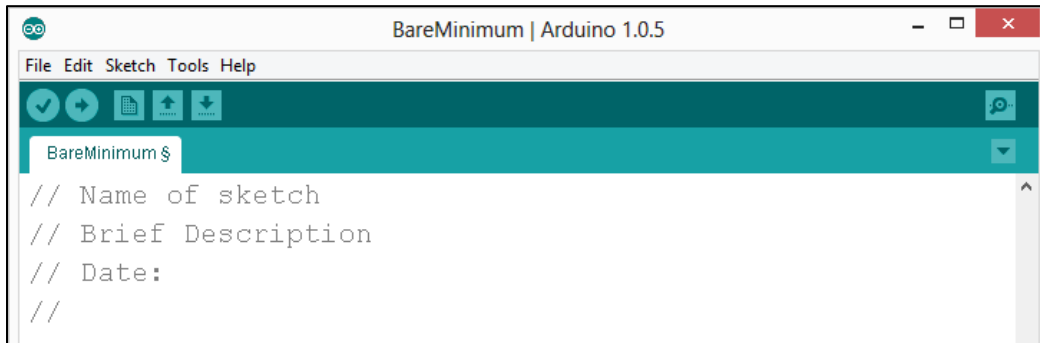 BareMinimum | Arduino 1.0.5
File Edit Sketch Tools Help
BareMinimum §
// Name of sketch
// Brief Description
// Date:
//